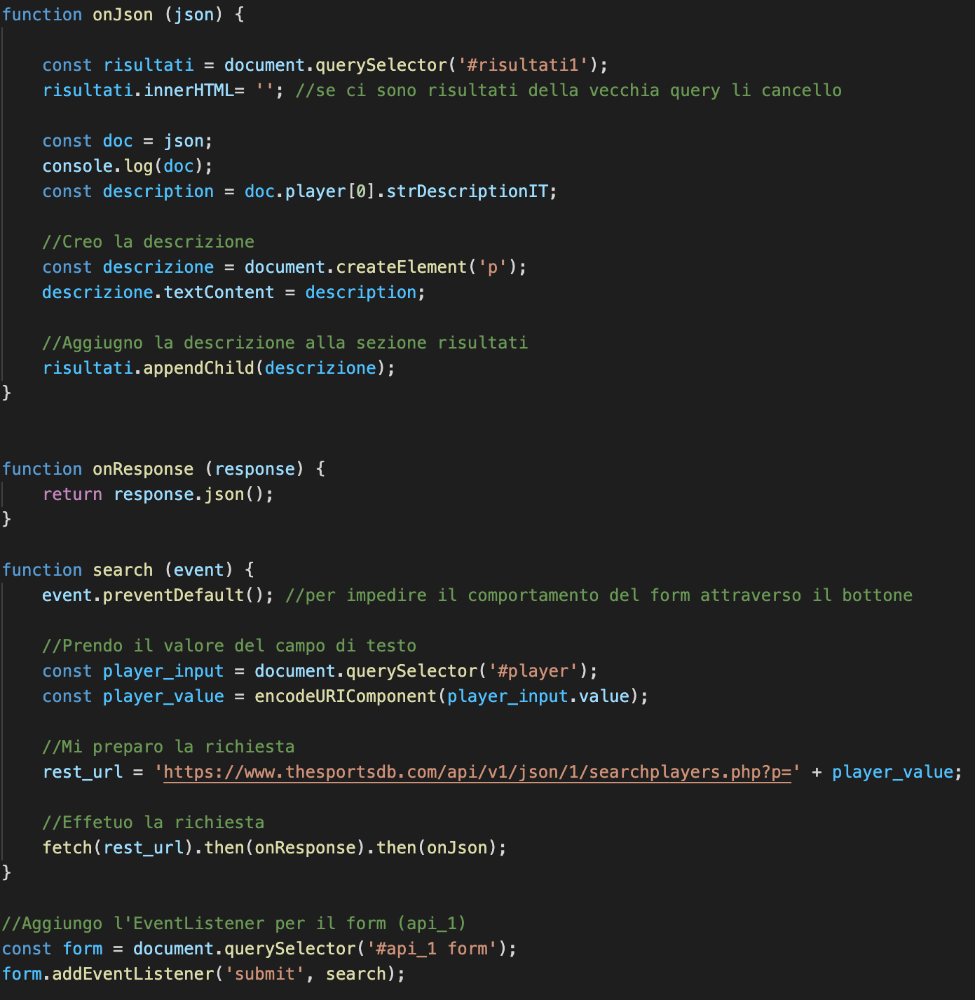 function onJson (json) {
const risultati = document.querySelector('#risultati1');
risultati.innerHTML= ''; //se ci sono risultati della vecchia query li cancello
const doc = json;
console.log(doc);
const description = doc.player[0].strDescriptionIT;
//Creo la descrizione
const descrizione = document.createElement('p');
descrizione.textContent = description;
//Aggiugno la descrizione alla sezione risultati
risultati.appendChild(descrizione);
}
function onResponse (response) {
return response.json();
}
function search (event) {
event.preventDefault(); //per impedire il comportamento del form attraverso il bottone
//Prendo il valore del campo di testo
const player_input = document.querySelector('#player');
const player_value = encodeURIComponent(player_input.value);
//Mi preparo la richiesta
rest_url = 'https://www.thesportsdb.com/api/v1/json/1/searchplayers.php?p=' + player_value;
//Effetuo la richiesta
fetch(rest_url).then(onResponse).then(onJson);
}
//Aggiungo l'EventListener per il form (api_1)
const form = document.querySelector('#api_1 form');
form.addEventListener('submit', search);